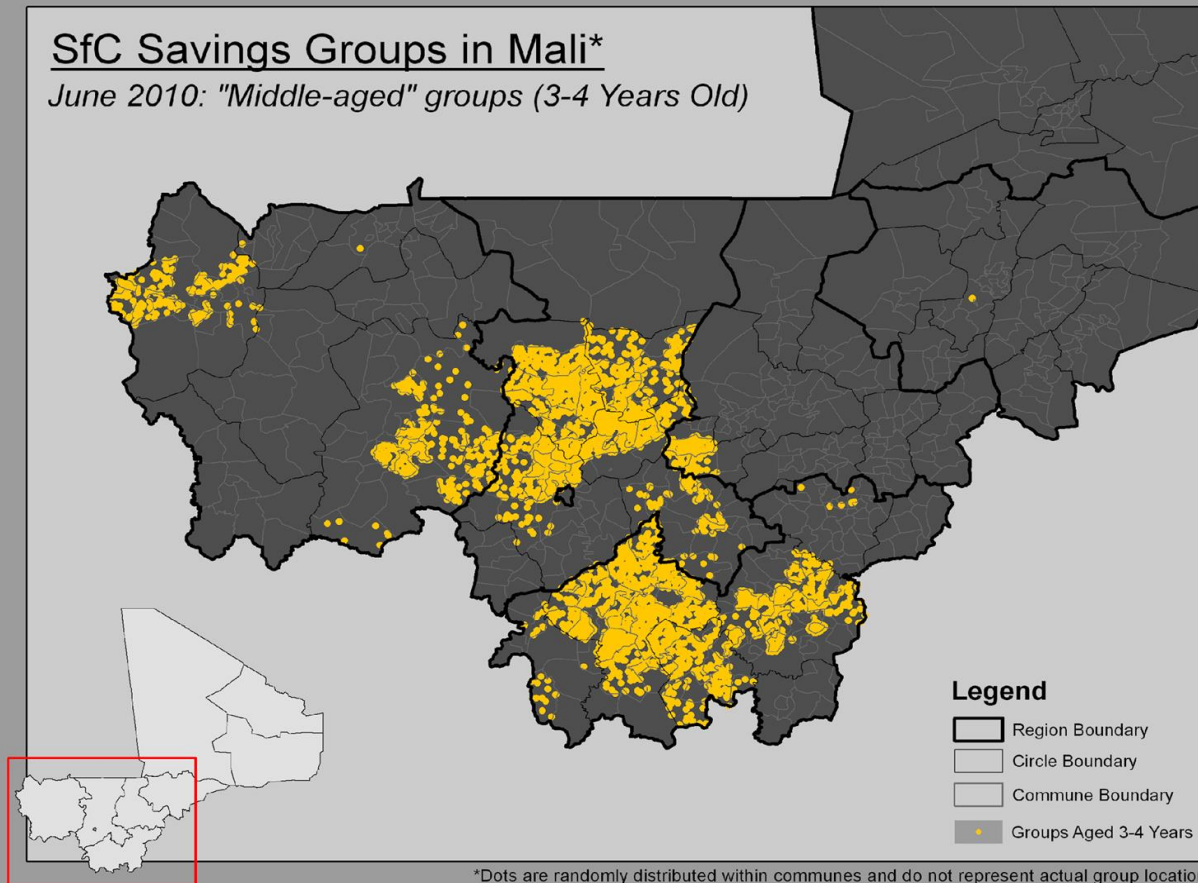 SfC Savings Groups in Mali*
June 2010: "Middle-aged" groups (3-4 Years Old)
Legend
Region Boundary
Circle Boundary
Commune Boundary
Groups Aged 3-4 Years
*Dots are randomly distributed within communes and do not represent actual group locatio